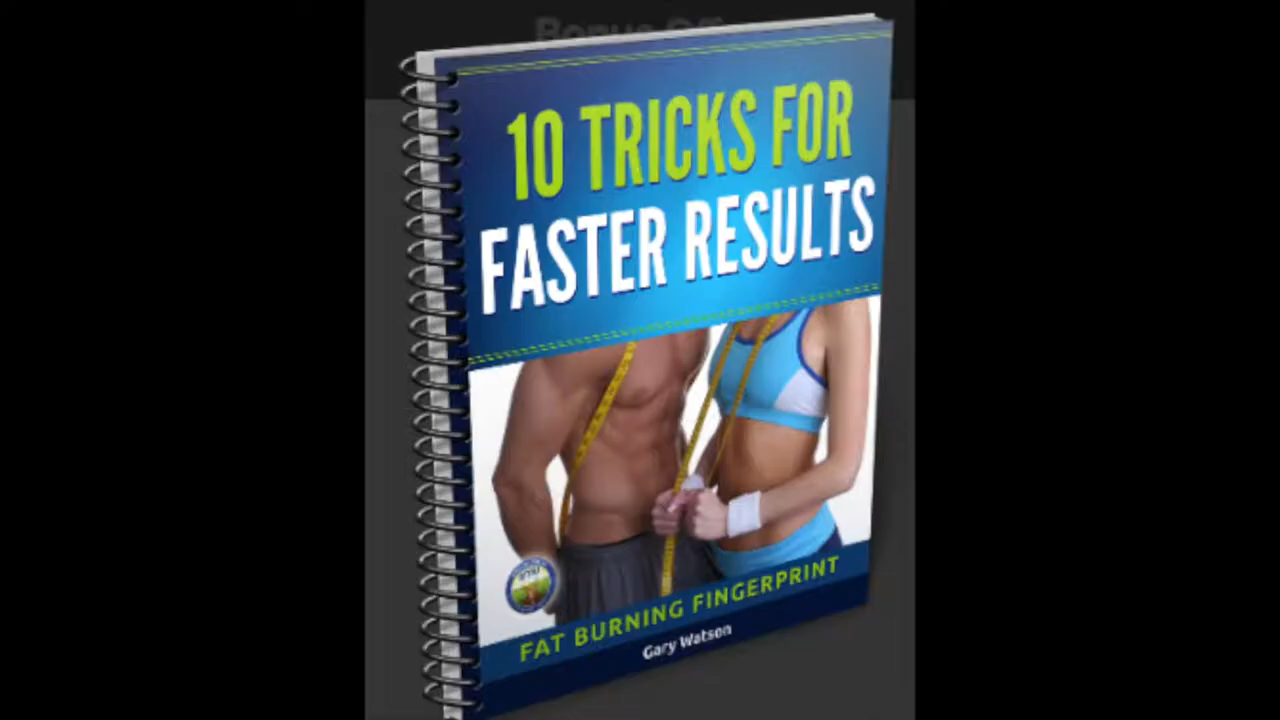 10 TRICKS FOR
FASTER RESULTS
FAT BURNING FINGERPRINT
Gary Watson